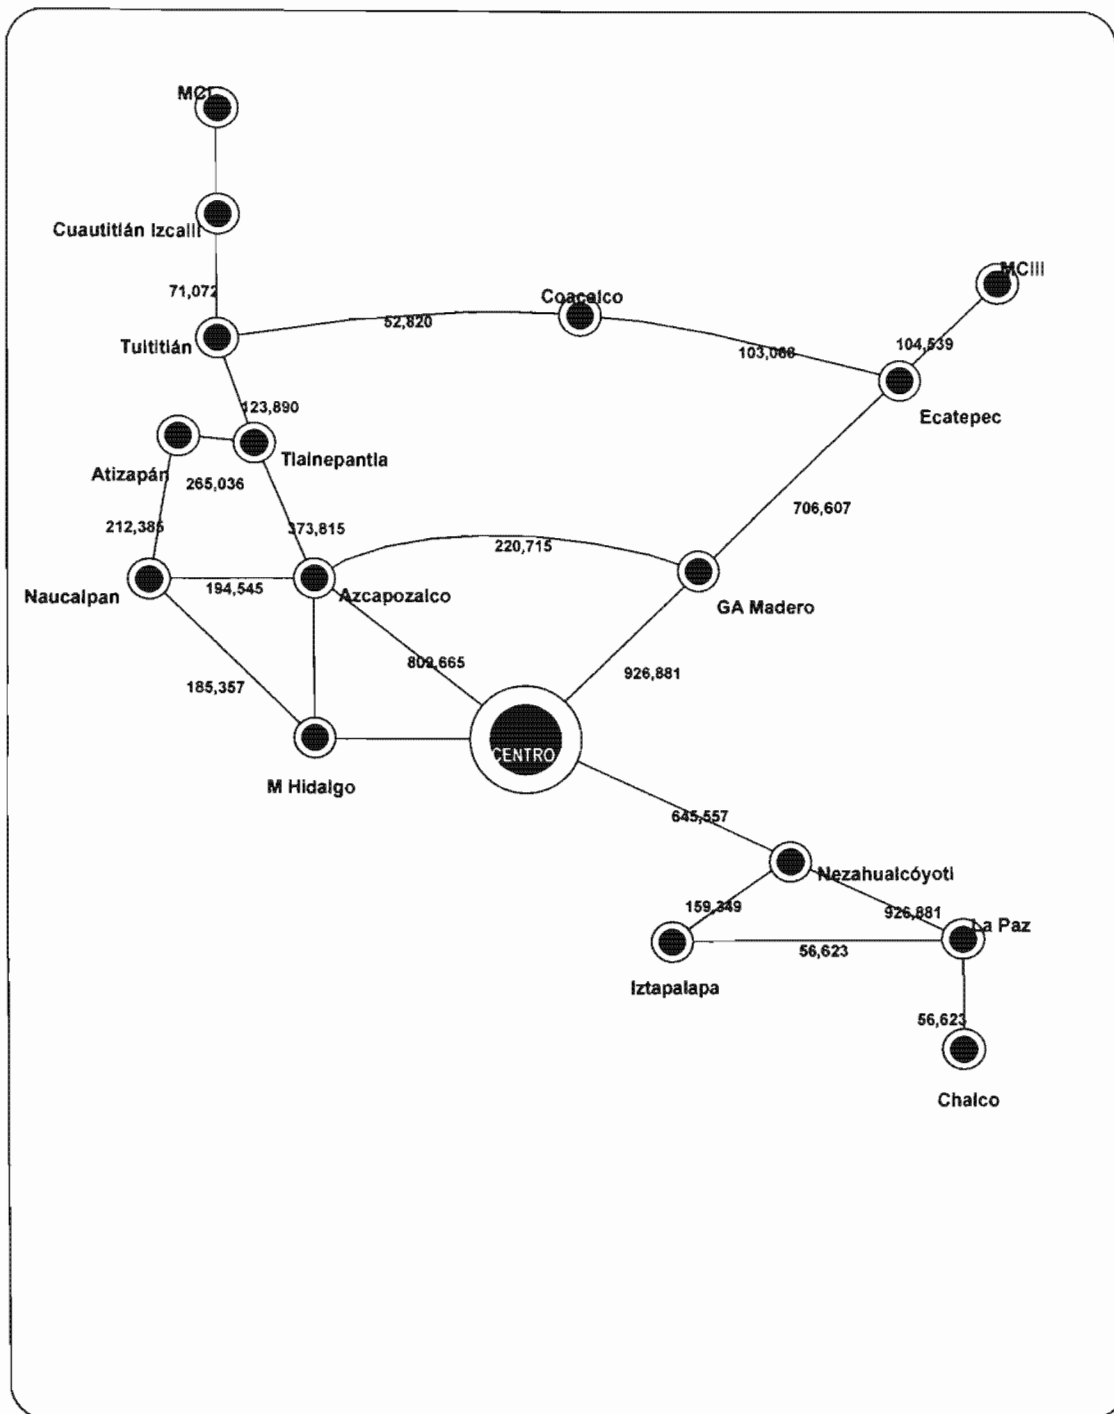 MCI
Cuautitlán Izcalli
71,072
MCIII
Coacalco
52,820
Tultitlán
103,068
104,539
Ecatepec
123,890
Tlalnepantla
Atizapán
265,036
706,607
212,385
373,815
220,715
194,545
Naucalpan
Azcapozalco
GA Madero
809,665
926,881
185,357
CENTRO
M Hidalgo
645,557
Nezahualcóyotl
159,349
926,881
La Paz
56,623
Iztapalapa
56,623
Chalco